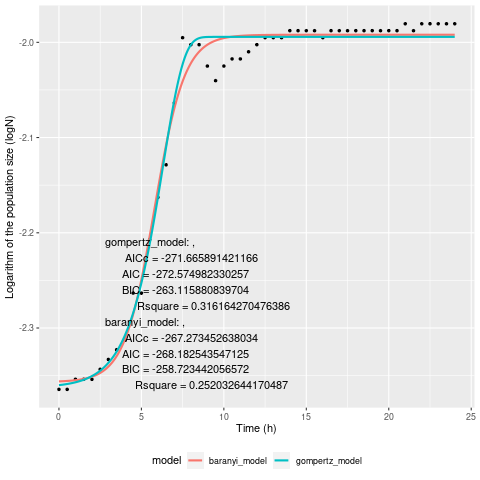 Logarithm of the population size (logN)
-2.0
-2.1
-2.2
-2.3
gompertz_model: ,
AICc = -271.665891421166
AIC = -272.574982330257
BIC = -263.115880839704
Rsquare = 0.316164270476386
baranyi_model: ,
AICc = -267.273452638034
AIC = -268.182543547125
BIC = -258.723442056572
Rsquare = 0.252032644170487
0 5 10 15 20 25
Time (h)
model baranyi_model gompertz_model